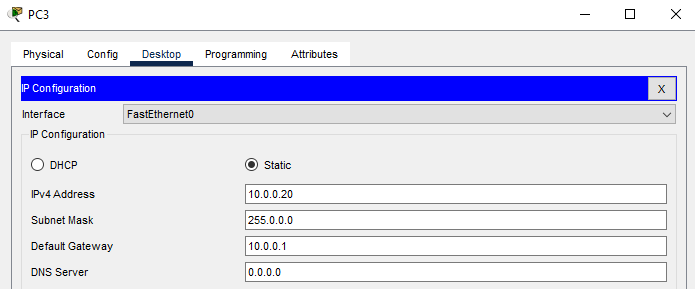 PC3
Physical Config Desktop Programming Attributes
IP Configuration X
Interface FastEthernet0
IP Configuration
DHCP Static
IPv4 Address 10.0.0.20
Subnet Mask 255.0.0.0
Default Gateway 10.0.0.1
DNS Server 0.0.0.0